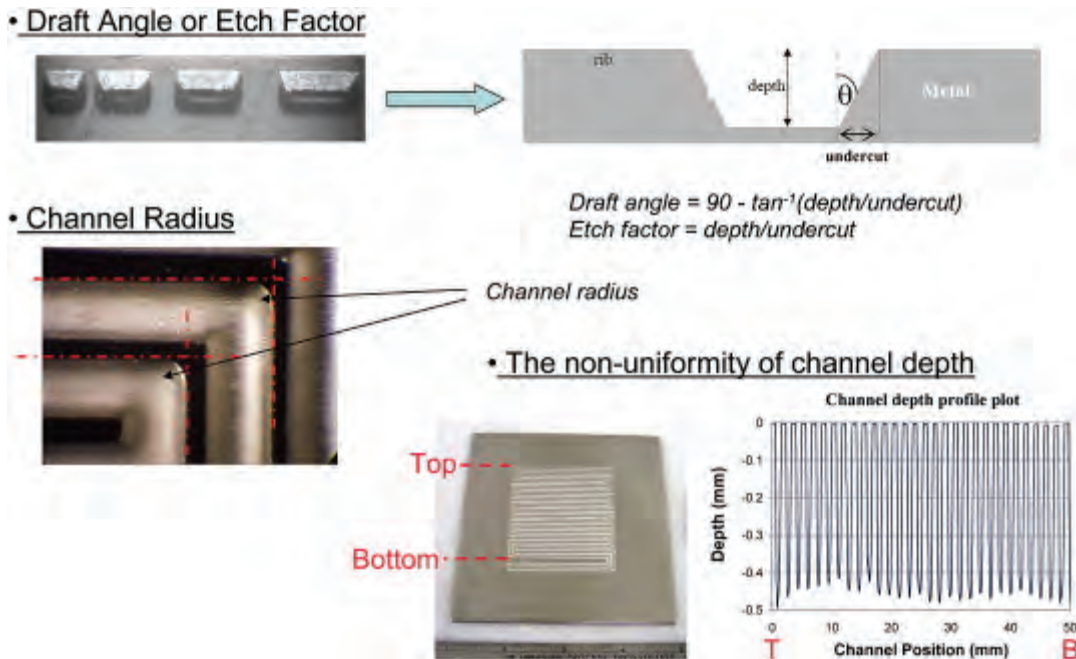 • Draft Angle or Etch Factor
rib
depth
θ
Metal
undercut
Draft angle = 90 - tan⁻¹(depth/undercut)
Etch factor = depth/undercut
• Channel Radius
Channel radius
• The non-uniformity of channel depth
Top
Bottom
Channel depth profile plot
Depth (mm)
0
-0.1
-0.2
-0.3
-0.4
-0.5
0 10 20 30 40 50
T Channel Position (mm) B